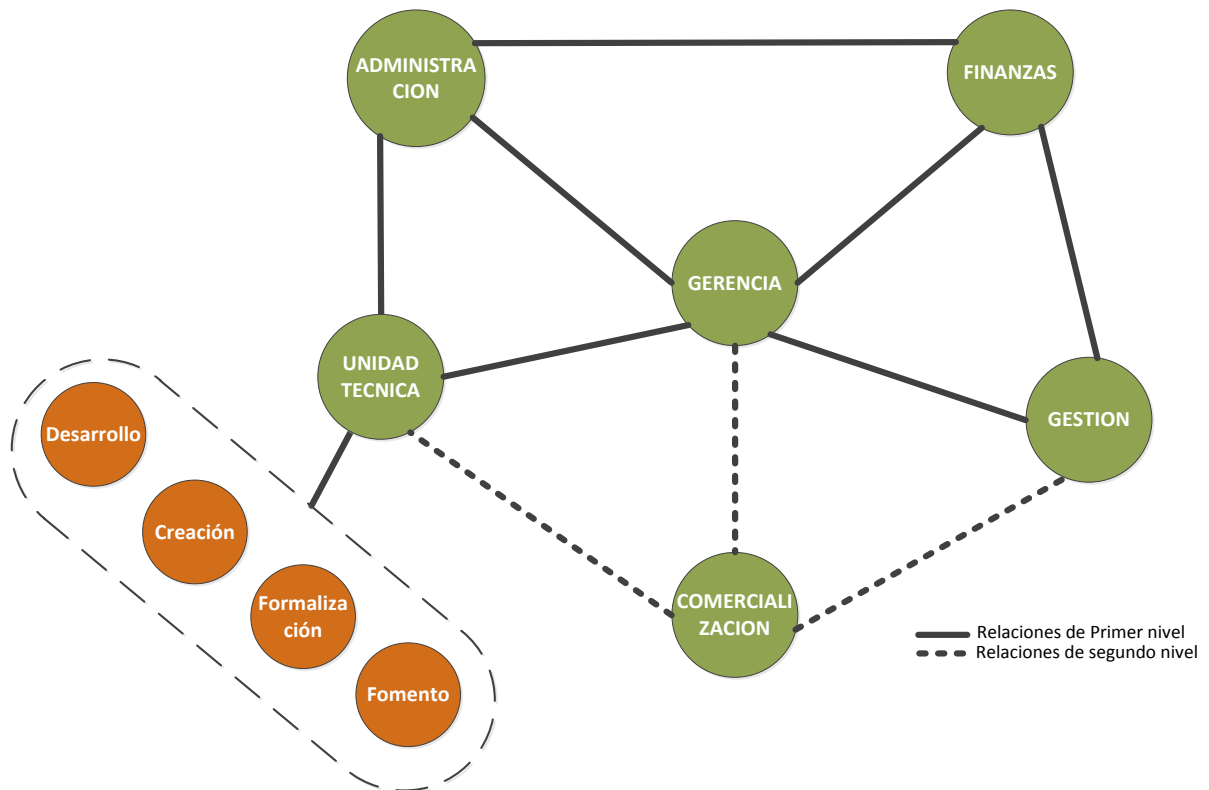 ADMINISTRA
CION
FINANZAS
GERENCIA
UNIDAD
TECNICA
GESTION
Desarrollo
Creación
Formaliza
ción
Fomento
COMERCIALI
ZACION
Relaciones de Primer nivel
Relaciones de segundo nivel